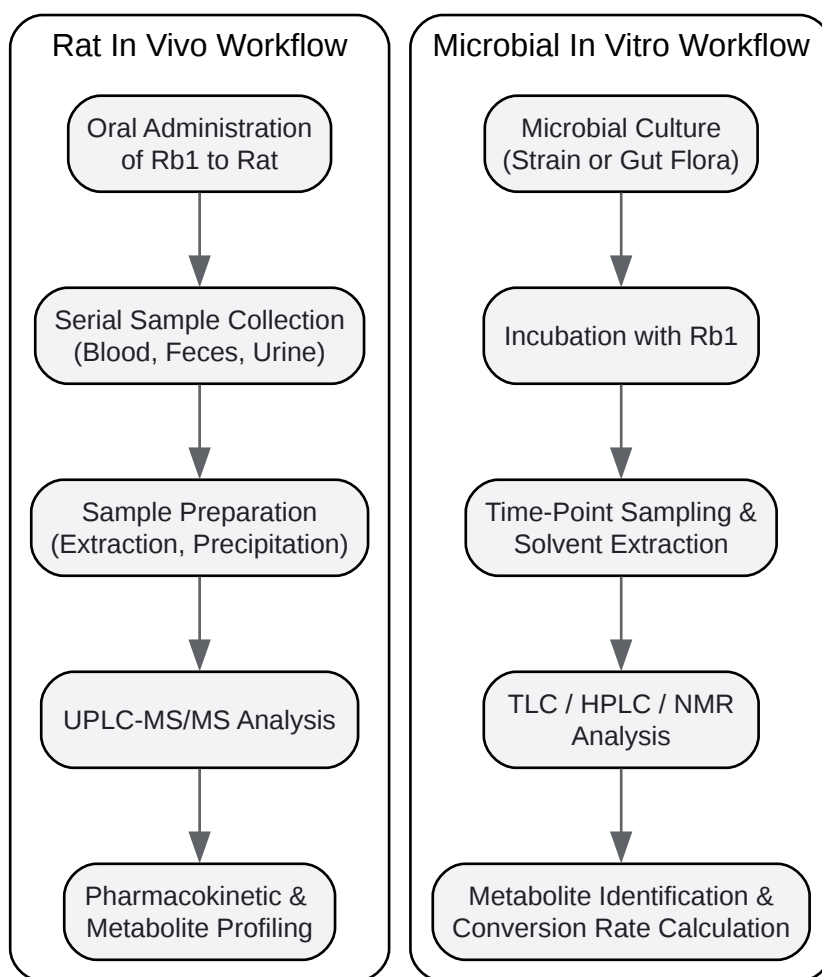 Rat In Vivo Workflow
Oral Administration
of Rb1 to Rat
Serial Sample Collection
(Blood, Feces, Urine)
Sample Preparation
(Extraction, Precipitation)
UPLC-MS/MS Analysis
Pharmacokinetic &
Metabolite Profiling
Microbial In Vitro Workflow
Microbial Culture
(Strain or Gut Flora)
Incubation with Rb1
Time-Point Sampling &
Solvent Extraction
TLC / HPLC / NMR
Analysis
Metabolite Identification &
Conversion Rate Calculation